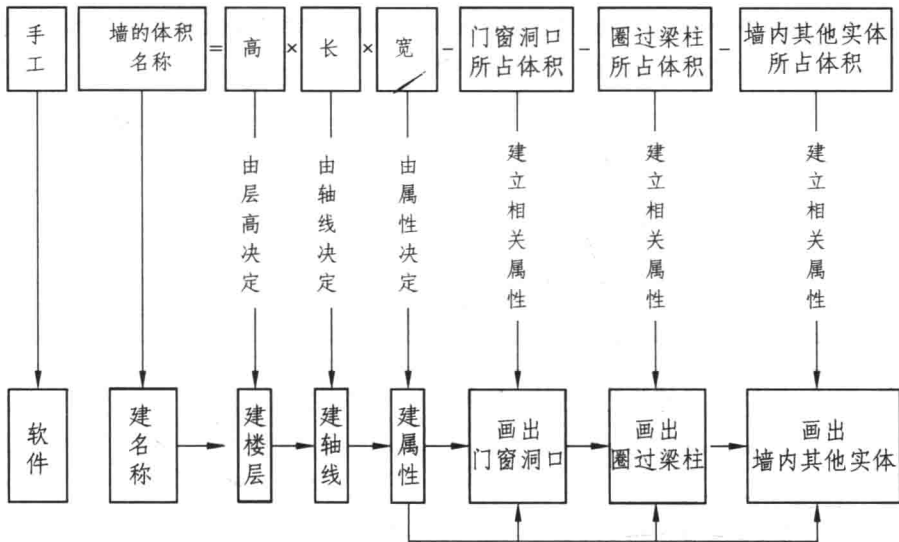 手工
墙的体积名称
=
高
×
长
×
宽
−
门窗洞口
所占体积
−
圈过梁柱
所占体积
−
墙内其他实体
所占体积
由层高决定
由轴线决定
由属性决定
建立相关属性
建立相关属性
建立相关属性
软件
建名称
建楼层
建轴线
建属性
画出
门窗洞口
画出
圈过梁柱
画出
墙内其他实体